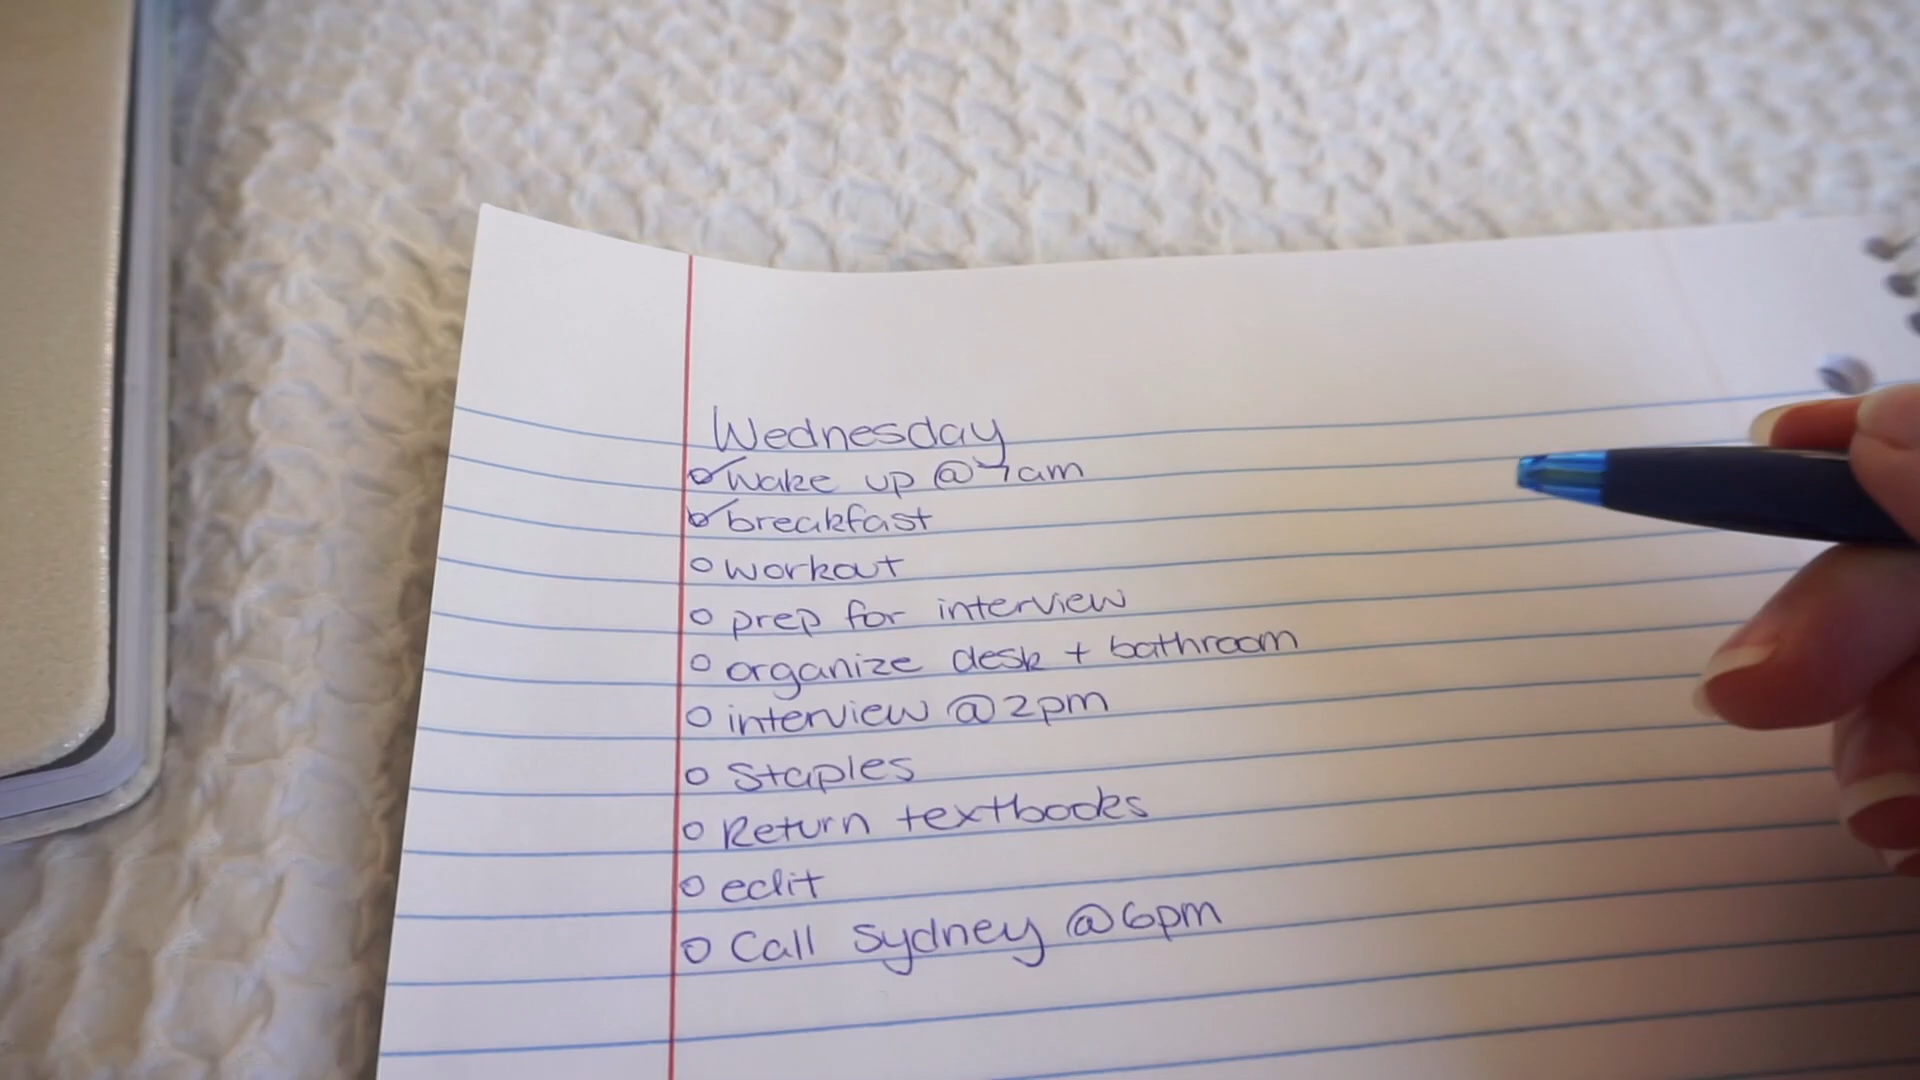 Wednesday
wake up @ 7am
breakfast
workout
prep for interview
organize desk + bathroom
interview @ 2pm
Staples
Return textbooks
edit
Call Sydney @ 6pm